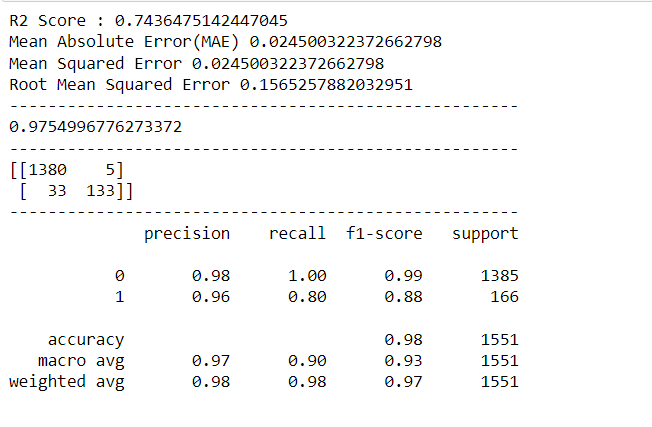 R2 Score : 0.7436475142447045
Mean Absolute Error(MAE) 0.024500322372662798
Mean Squared Error 0.024500322372662798
Root Mean Squared Error 0.1565257882032951
------------------------------------------------------
0.9754996776273372
------------------------------------------------------
[[1380    5]
 [  33  133]]
------------------------------------------------------
              precision    recall  f1-score   support

           0       0.98      1.00      0.99      1385
           1       0.96      0.80      0.88       166

    accuracy                           0.98      1551
   macro avg       0.97      0.90      0.93      1551
weighted avg       0.98      0.98      0.97      1551